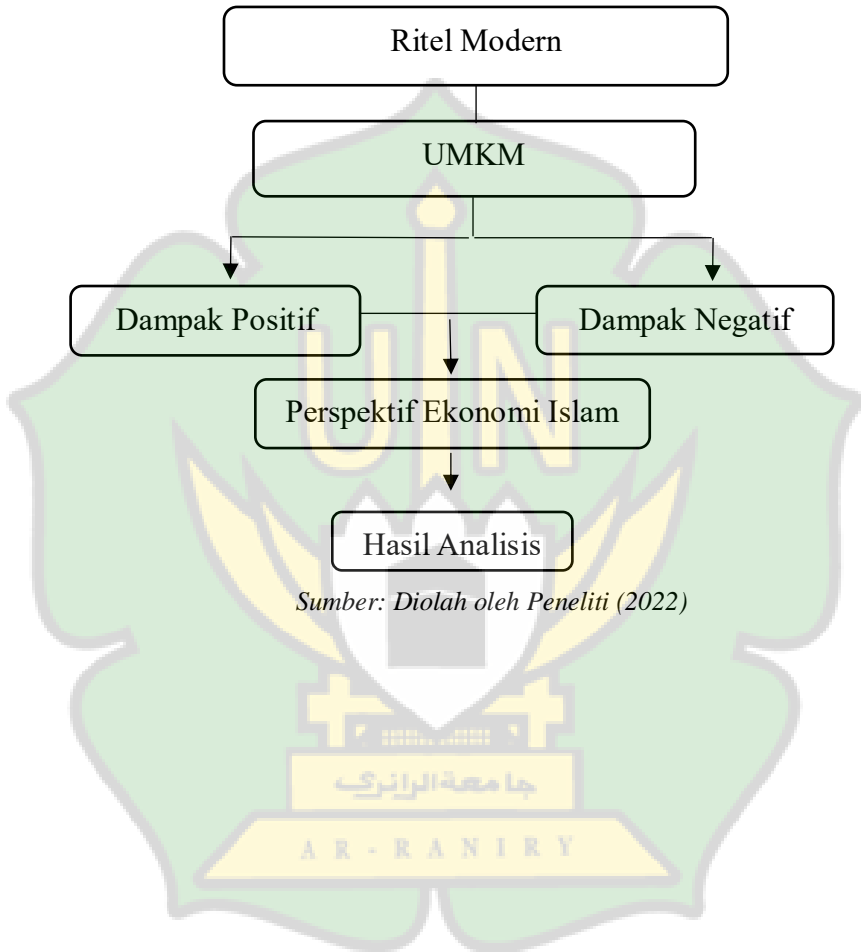 Ritel Modern
UMKM
Dampak Positif
Dampak Negatif
Perspektif Ekonomi Islam
Hasil Analisis
Sumber: Diolah oleh Peneliti (2022)
UIN
جامعة الرانري
AR-RANIRY